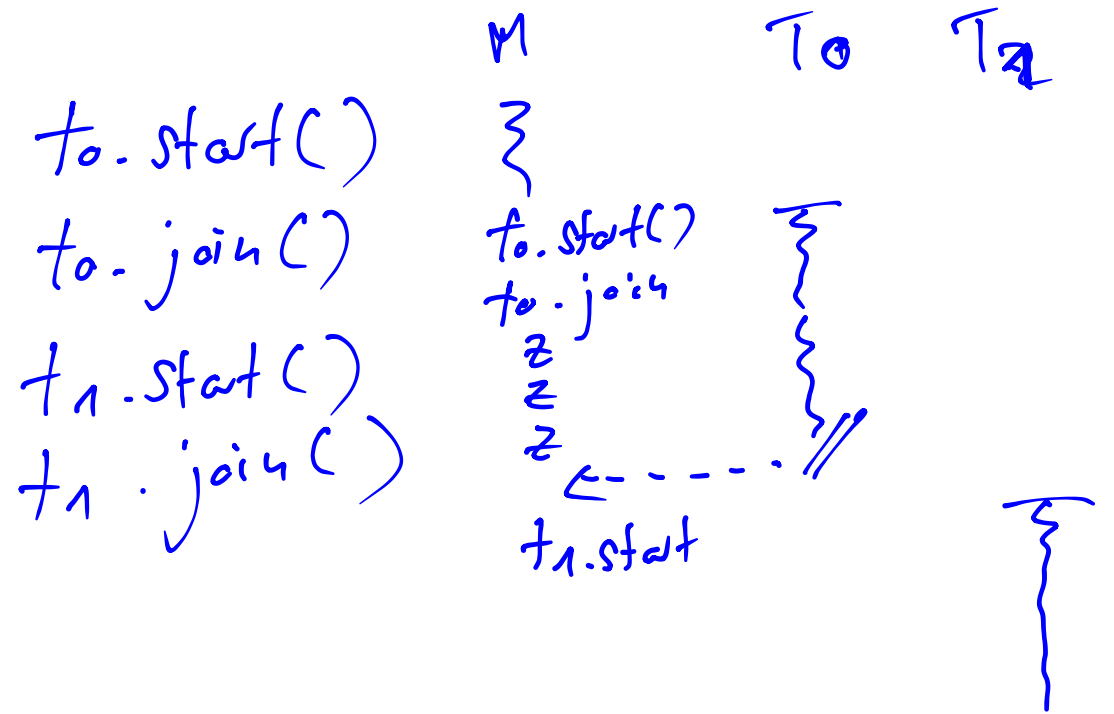 M T0 T1
t0.start()
t0.join()
t1.start()
t1.join()
t0.start()
t0.join
z
z
z
t1.start